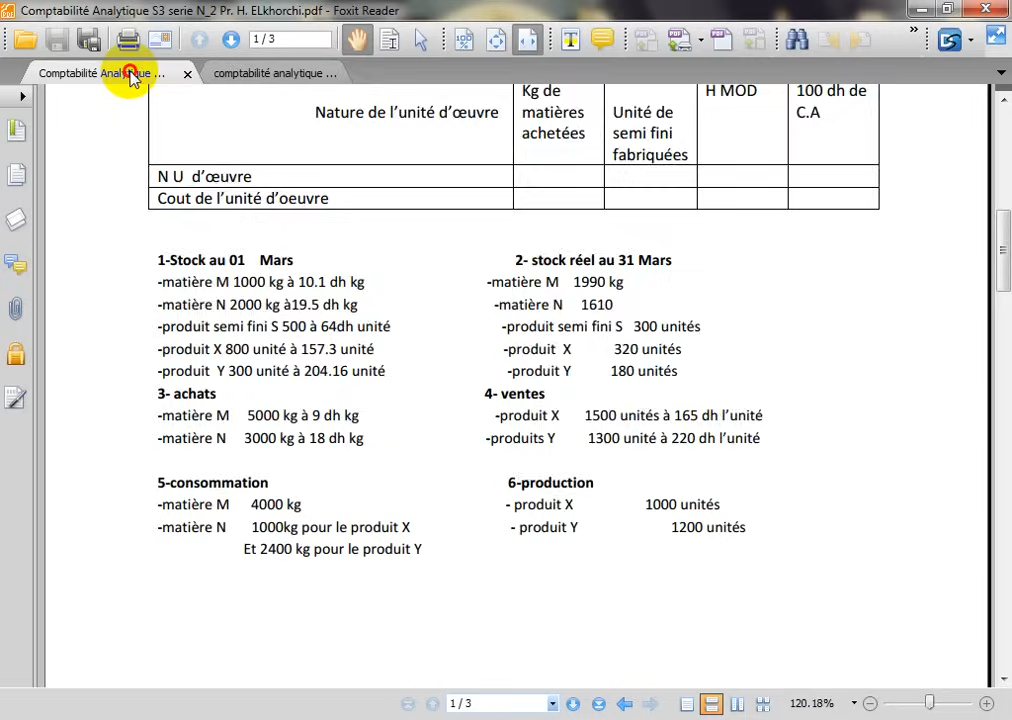 Comptabilité Analytique S3 serie N_2 Pr. H. ELkhorchi.pdf - Foxit Reader
1 / 3
Comptabilité Analytique ...
comptabilité analytique ...
Nature de l’unité d’œuvre
Kg de
matières
achetées
Unité de
semi fini
fabriquées
H MOD
100 dh de
C.A
N U d’œuvre
Cout de l’unité d’oeuvre
1-Stock au 01 Mars
-matière M 1000 kg à 10.1 dh kg
-matière N 2000 kg à19.5 dh kg
-produit semi fini S 500 à 64dh unité
-produit X 800 unité à 157.3 unité
-produit Y 300 unité à 204.16 unité
2- stock réel au 31 Mars
-matière M 1990 kg
-matière N 1610
-produit semi fini S 300 unités
-produit X 320 unités
-produit Y 180 unités
3- achats
-matière M 5000 kg à 9 dh kg
-matière N 3000 kg à 18 dh kg
4- ventes
-produit X 1500 unités à 165 dh l’unité
-produits Y 1300 unité à 220 dh l’unité
5-consommation
-matière M 4000 kg
-matière N 1000kg pour le produit X
Et 2400 kg pour le produit Y
6-production
- produit X 1000 unités
- produit Y 1200 unités
1 / 3
120.18%